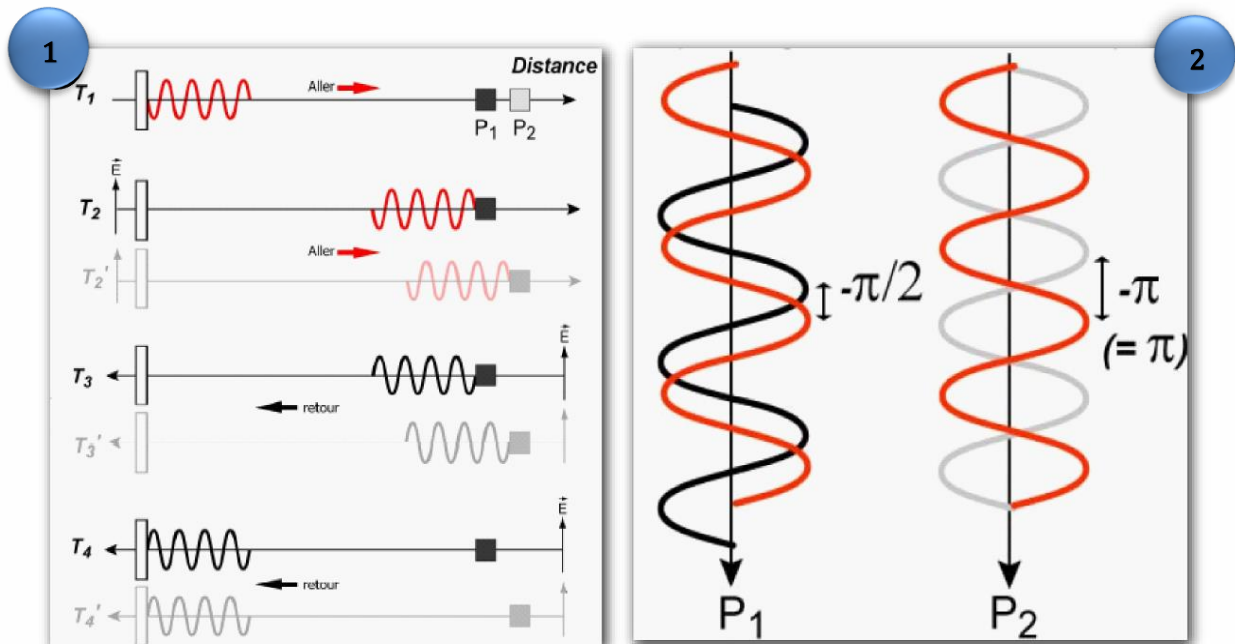 1
Distance
T1
Aller
P1 P2
E
T2
Aller
T2'
E
T3
retour
T3'
E
T4
retour
T4'
2
-π/2
-π
(= π)
P1
P2